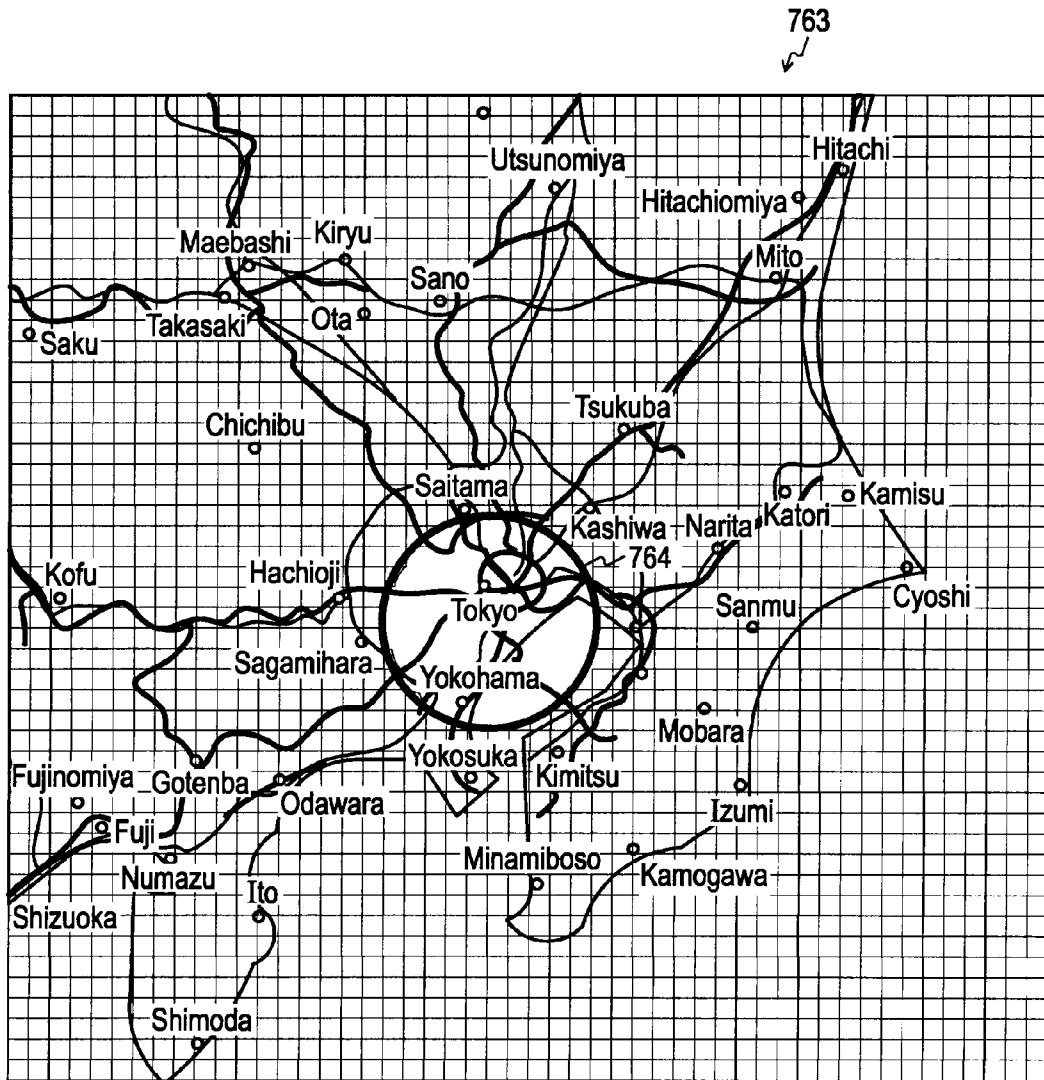 763
Utsunomiya
Hitachi
Hitachiomiya
Maebashi
Kiryu
Mito
Sano
Takasaki
Ota
Saku
Tsukuba
Chichibu
Saitama
Kamisu
Katori
Kashiwa
Narita
764
Kofu
Hachioji
Cyoshi
Tokyo
Sanmu
Sagamihara
Yokohama
Mobara
Yokosuka
Kimitsu
Fujinomiya
Gotenba
Odawara
Izumi
Fuji
Minamiboso
Kamogawa
Numazu
Ito
Shizuoka
Shimoda